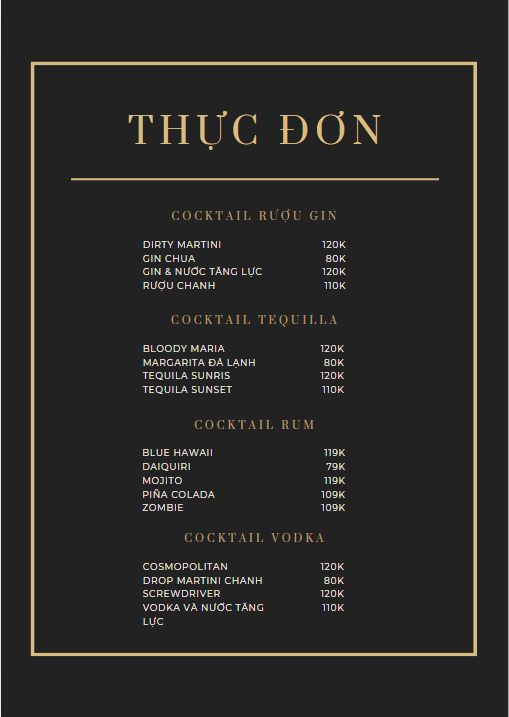 THỰC ĐƠN
COCKTAIL RƯỢU GIN
DIRTY MARTINI 120K
GIN CHUA 80K
GIN & NƯỚC TĂNG LỰC 120K
RƯỢU CHANH 110K
COCKTAIL TEQUILLA
BLOODY MARIA 120K
MARGARITA ĐÁ LẠNH 80K
TEQUILA SUNRIS 120K
TEQUILA SUNSET 110K
COCKTAIL RUM
BLUE HAWAII 119K
DAIQUIRI 79K
MOJITO 119K
PIÑA COLADA 109K
ZOMBIE 109K
COCKTAIL VODKA
COSMOPOLITAN 120K
DROP MARTINI CHANH 80K
SCREWDRIVER 120K
VODKA VÀ NƯỚC TĂNG 110K
LỰC